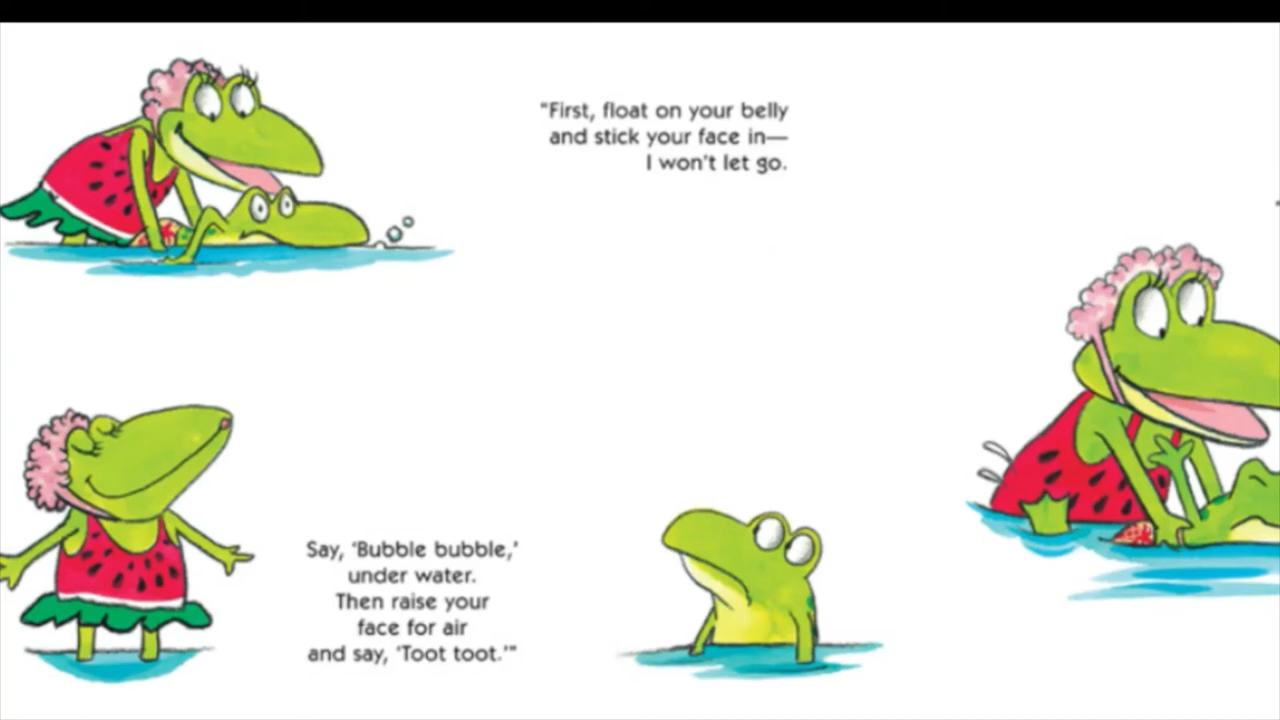 "First, float on your belly
and stick your face in—
I won't let go.
Say, 'Bubble bubble,'
under water.
Then raise your
face for air
and say, 'Toot toot.'"